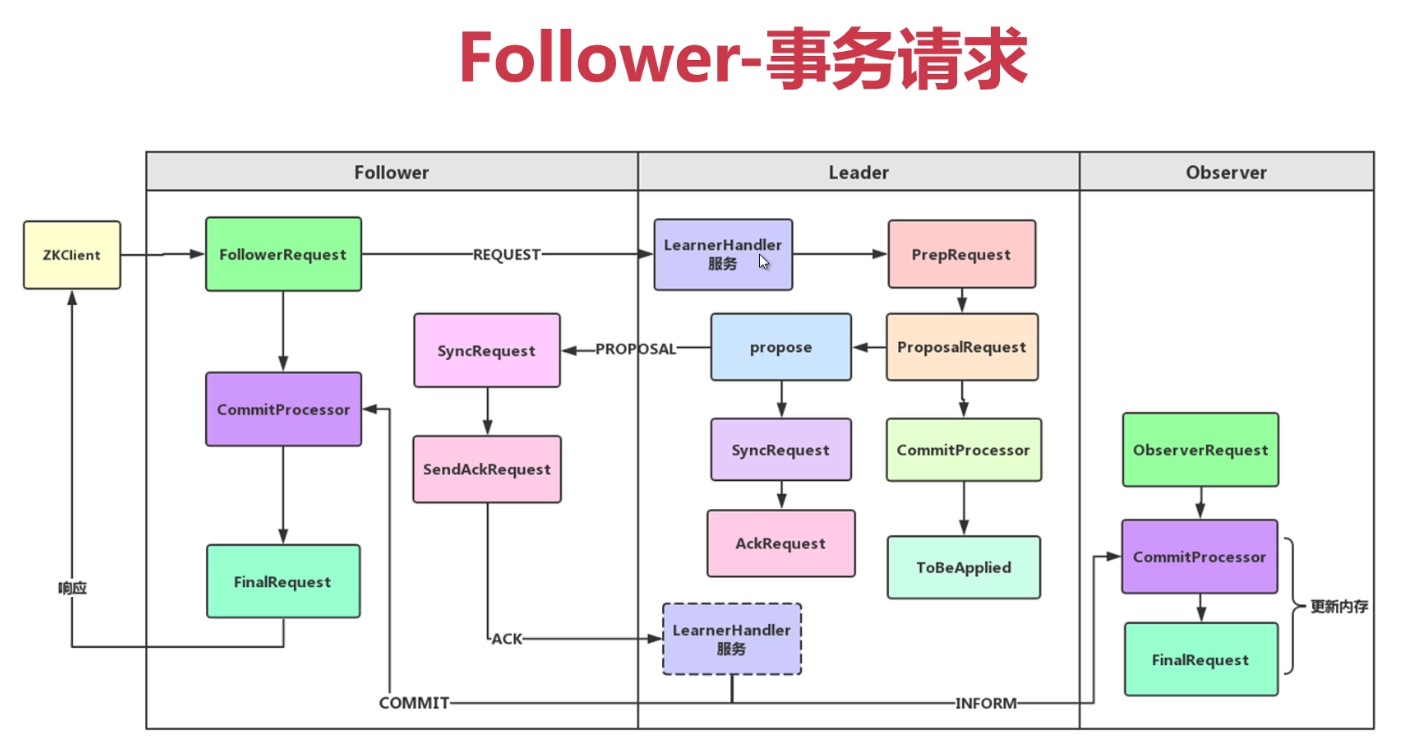 Follower-事务请求
Follower
Leader
Observer
ZKClient
FollowerRequest
REQUEST
LearnerHandler
服务
PrepRequest
SyncRequest
PROPOSAL
propose
ProposalRequest
CommitProcessor
SendAckRequest
SyncRequest
CommitProcessor
ObserverRequest
AckRequest
ToBeApplied
CommitProcessor
FinalRequest
响应
更新内存
ACK
LearnerHandler
服务
FinalRequest
COMMIT
INFORM